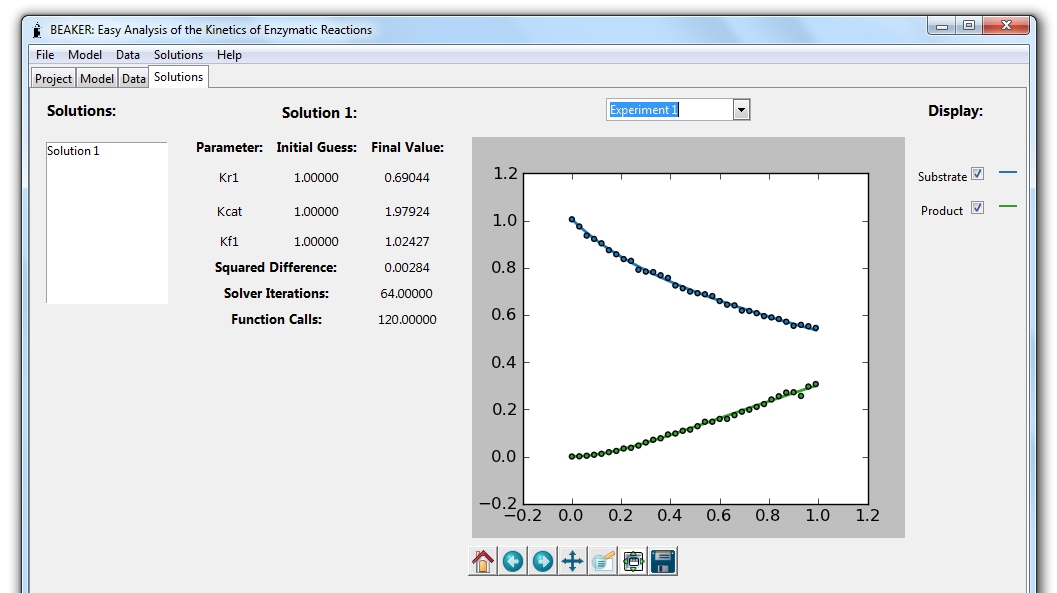 BEAKER: Easy Analysis of the Kinetics of Enzymatic Reactions
File Model Data Solutions Help
Project Model Data Solutions
Solutions: Solution 1: Experiment 1 Display:
Solution 1
Parameter: Initial Guess: Final Value:
Kr1 1.00000 0.69044
Kcat 1.00000 1.97924
Kf1 1.00000 1.02427
Squared Difference: 0.00284
Solver Iterations: 64.00000
Function Calls: 120.00000
1.2
1.0
0.8
0.6
0.4
0.2
0.0
−0.2
−0.2 0.0 0.2 0.4 0.6 0.8 1.0 1.2
Substrate
Product